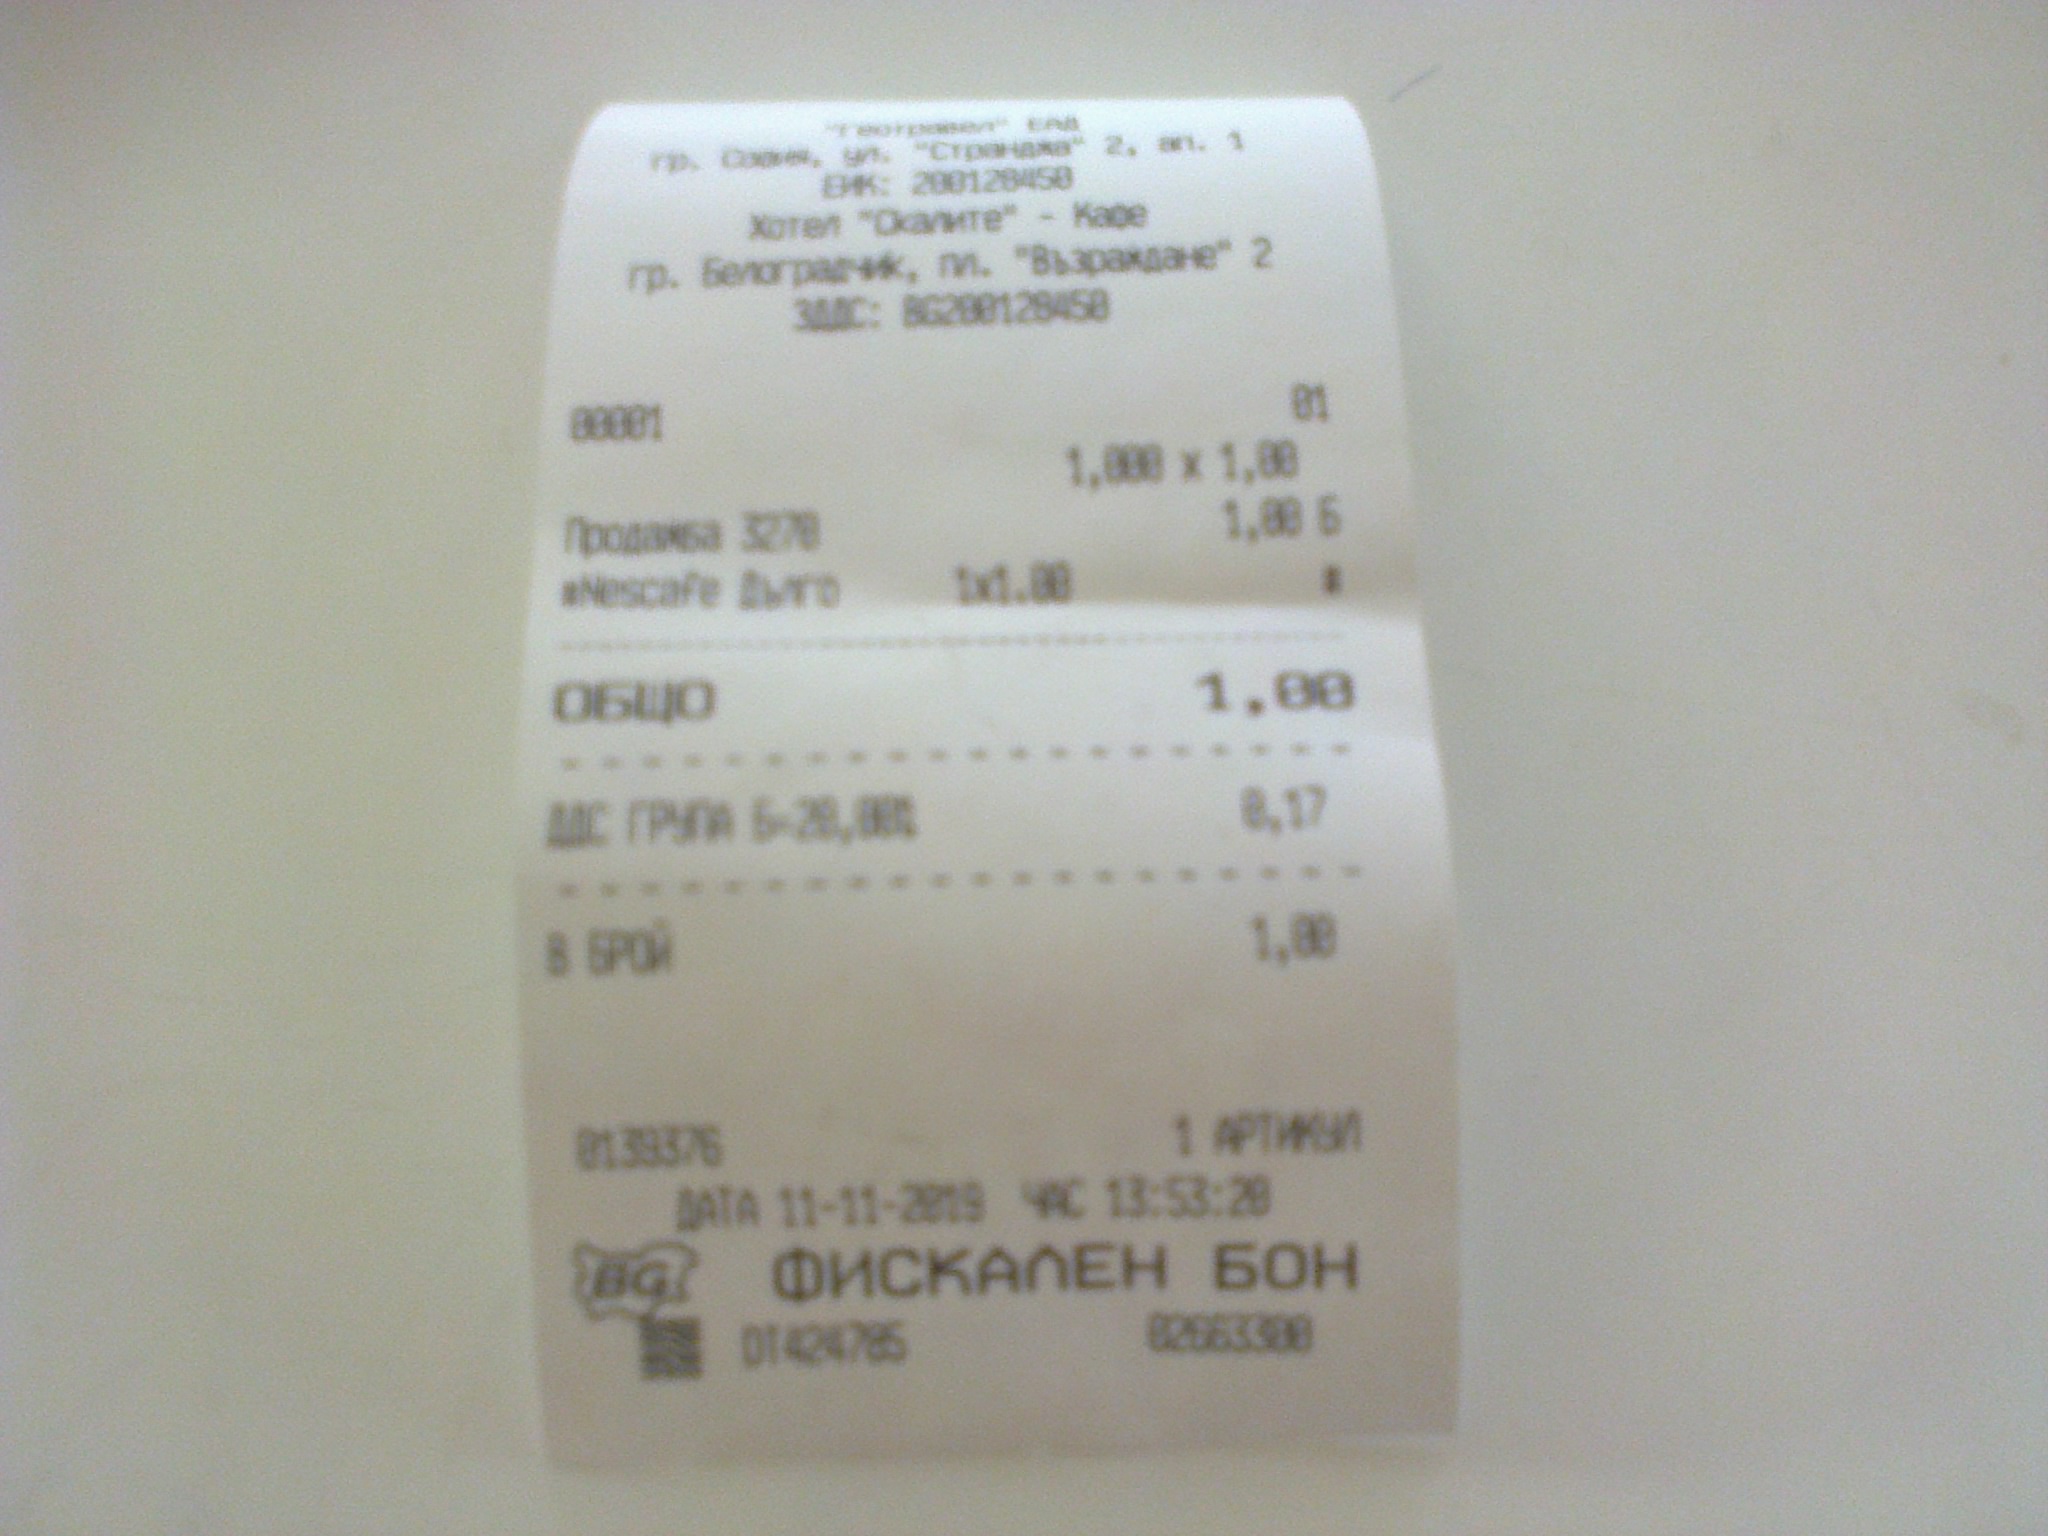 "Геотравел" ЕАД
гр. София, ул. "Странджа" 2, ап. 1
ЕИК: 200128450
Хотел "Скалите" - Кафе
гр. Белоградчик, пл. "Възраждане" 2
ЗДДС: BG200128450
00001 01
1,000 x 1,00
Продажба 3270 1,00 Б
#Nescafe Дълго 1x1.00 #
ОБЩО 1.00
ДДС ГРУПА Б=20,00% 0,17
В БРОЙ 1,00
0139376 1 АРТИКУЛ
ДАТА 11-11-2019 ЧАС 13:53:20
BG ФИСКАЛЕН БОН
DT424785 02663300